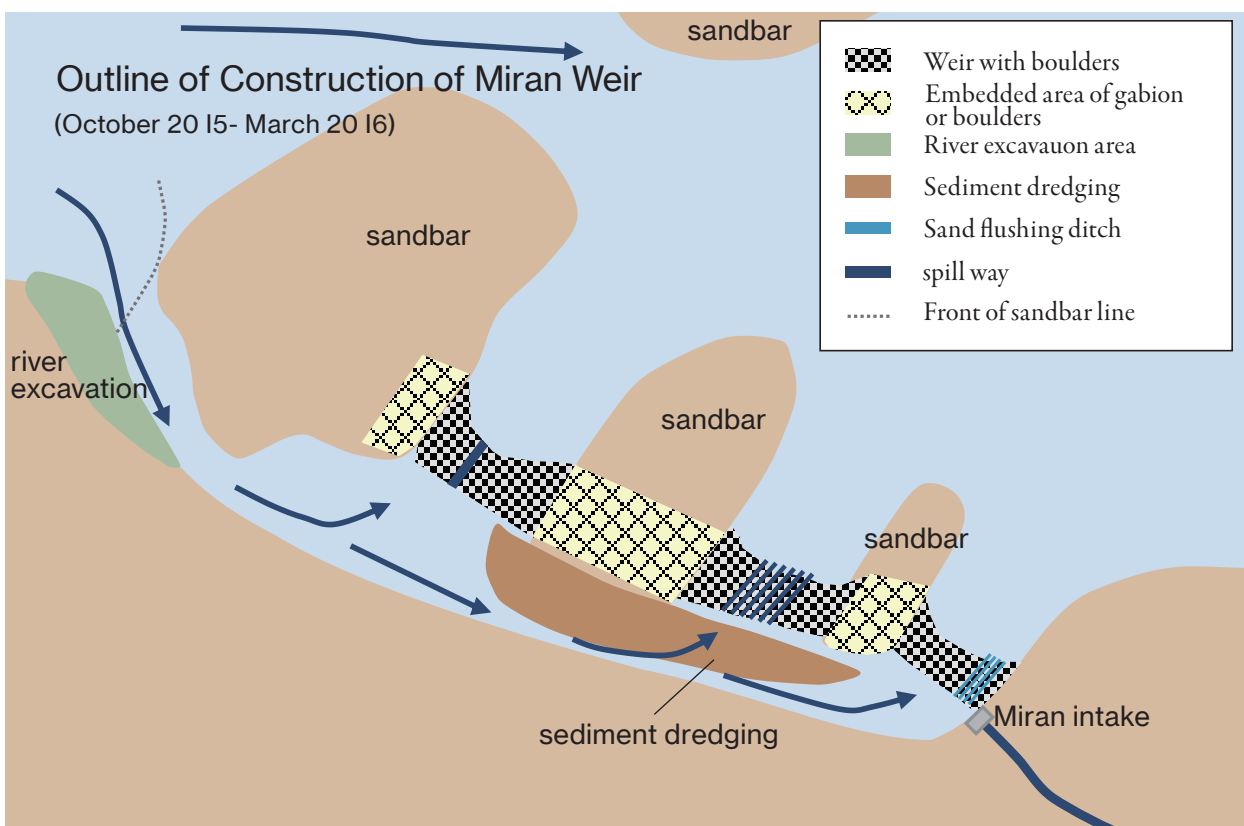 sandbar
Outline of Construction of Miran Weir
(October 20 I5- March 20 I6)
Weir with boulders
Embedded area of gabion
or boulders
River excavauon area
Sediment dredging
Sand flushing ditch
spill way
Front of sandbar line
sandbar
river
excavation
sandbar
sandbar
Miran intake
sediment dredging